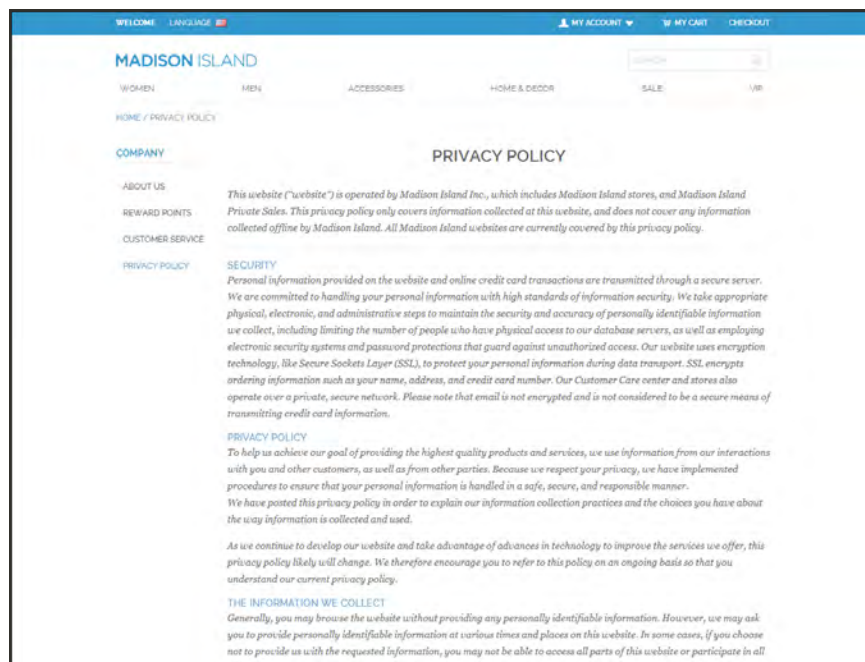 WELCOME LANGUAGE MY ACCOUNT MY CART CHECKOUT
MADISON ISLAND
SEARCH
WOMEN MEN ACCESSORIES HOME & DECOR SALE VIP
HOME / PRIVACY POLICY
COMPANY
ABOUT US
REWARD POINTS
CUSTOMER SERVICE
PRIVACY POLICY
PRIVACY POLICY
This website ("website") is operated by Madison Island Inc., which includes Madison Island stores, and Madison Island
Private Sales. This privacy policy only covers information collected at this website, and does not cover any information
collected offline by Madison Island. All Madison Island websites are currently covered by this privacy policy.
SECURITY
Personal information provided on the website and online credit card transactions are transmitted through a secure server.
We are committed to handling your personal information with high standards of information security. We take appropriate
physical, electronic, and administrative steps to maintain the security and accuracy of personally identifiable information
we collect, including limiting the number of people who have physical access to our database servers, as well as employing
electronic security systems and password protections that guard against unauthorized access. Our website uses encryption
technology, like Secure Sockets Layer (SSL), to protect your personal information during data transport. SSL encrypts
ordering information such as your name, address, and credit card number. Our Customer Care center and stores also
operate over a private, secure network. Please note that email is not encrypted and is not considered to be a secure means of
transmitting credit card information.
PRIVACY POLICY
To help us achieve our goal of providing the highest quality products and services, we use information from our interactions
with you and other customers, as well as from other parties. Because we respect your privacy, we have implemented
procedures to ensure that your personal information is handled in a safe, secure, and responsible manner.
We have posted this privacy policy in order to explain our information collection practices and the choices you have about
the way information is collected and used.
As we continue to develop our website and take advantage of advances in technology to improve the services we offer, this
privacy policy likely will change. We therefore encourage you to refer to this policy on an ongoing basis so that you
understand our current privacy policy.
THE INFORMATION WE COLLECT
Generally, you may browse the website without providing any personally identifiable information. However, we may ask
you to provide personally identifiable information at various times and places on this website. In some cases, if you choose
not to provide us with the requested information, you may not be able to access all parts of this website or participate in all